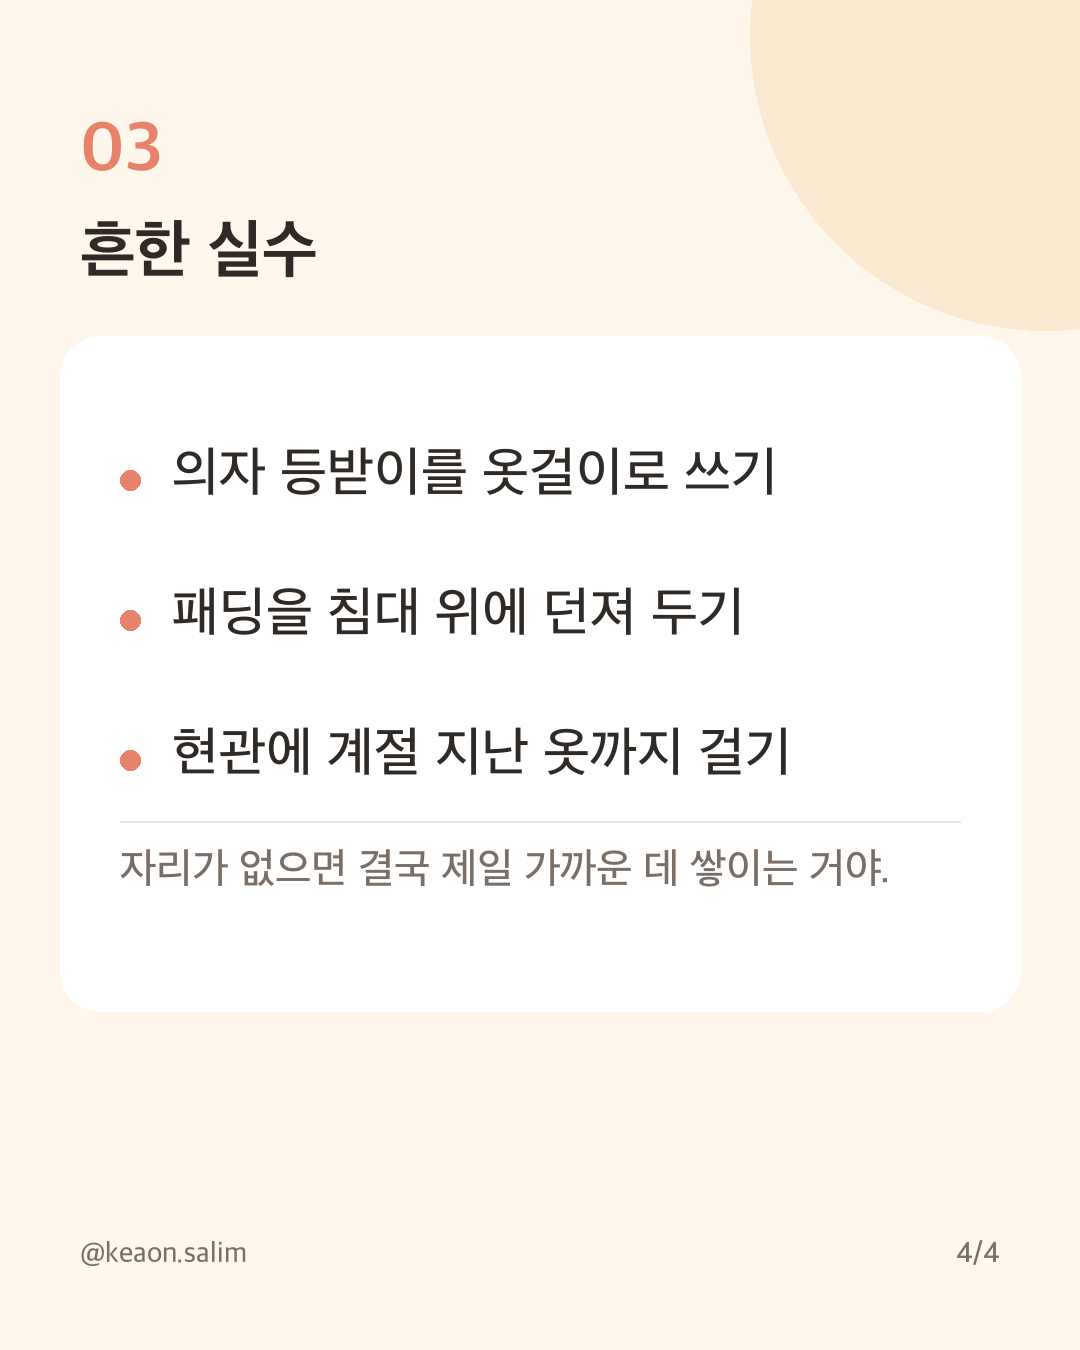 03
흔한 실수
의자 등받이를 옷걸이로 쓰기
패딩을 침대 위에 던져 두기
현관에 계절 지난 옷까지 걸기
자리가 없으면 결국 제일 가까운 데 쌓이는 거야.
@keaon.salim
4/4